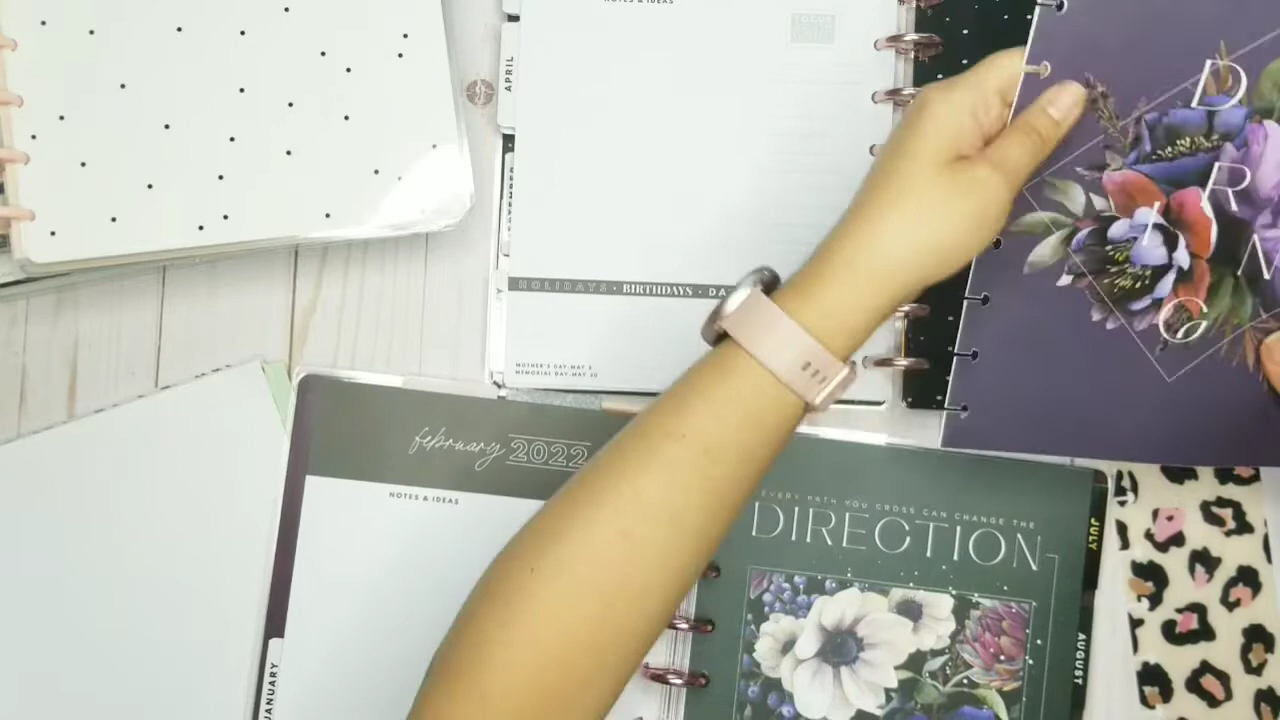 NOTES & IDEAS
FOCUS
APRIL
HOLIDAYS • BIRTHDAYS • DA
MOTHER'S DAY-MAY 8
MEMORIAL DAY-MAY 30
D
R
N
G
february 2022
NOTES & IDEAS
JANUARY
EVERY PATH YOU CROSS CAN CHANGE THE
DIRECTION
JULY
AUGUST